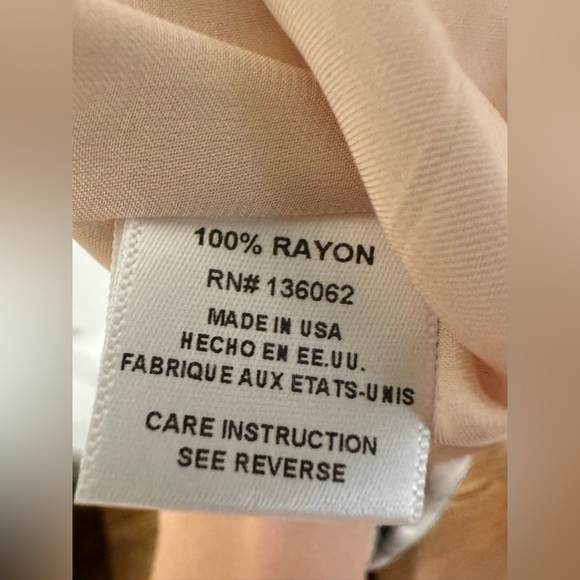 100% RAYON
RN# 136062
MADE IN USA
HECHO EN EE.UU.
FABRIQUE AUX ETATS-UNIS
CARE INSTRUCTION
SEE REVERSE